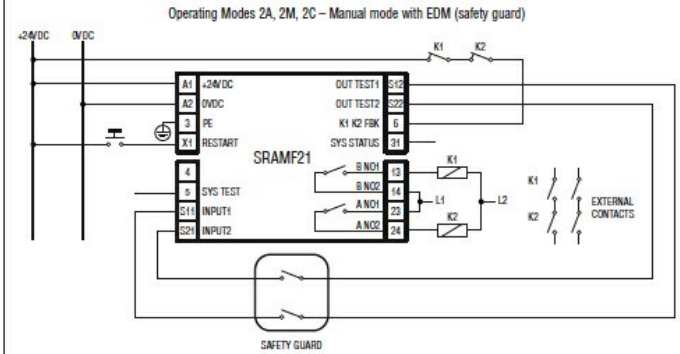 Operating Modes 2A, 2M, 2C – Manual mode with EDM (safety guard)
+24VDC 0VDC
K1 K2
A1 +24VDC OUT TEST1 S12
A2 0VDC OUT TEST2 S22
3 PE K1 K2 FBK 6
X1 RESTART SYS STATUS 31
SRAMF21
4 B NO1 13 K1
5 SYS TEST B NO2 14
S11 INPUT1 A NO1 23
S21 INPUT2 A NO2 24 K2
L1 L2
K1
K2
EXTERNAL
CONTACTS
SAFETY GUARD